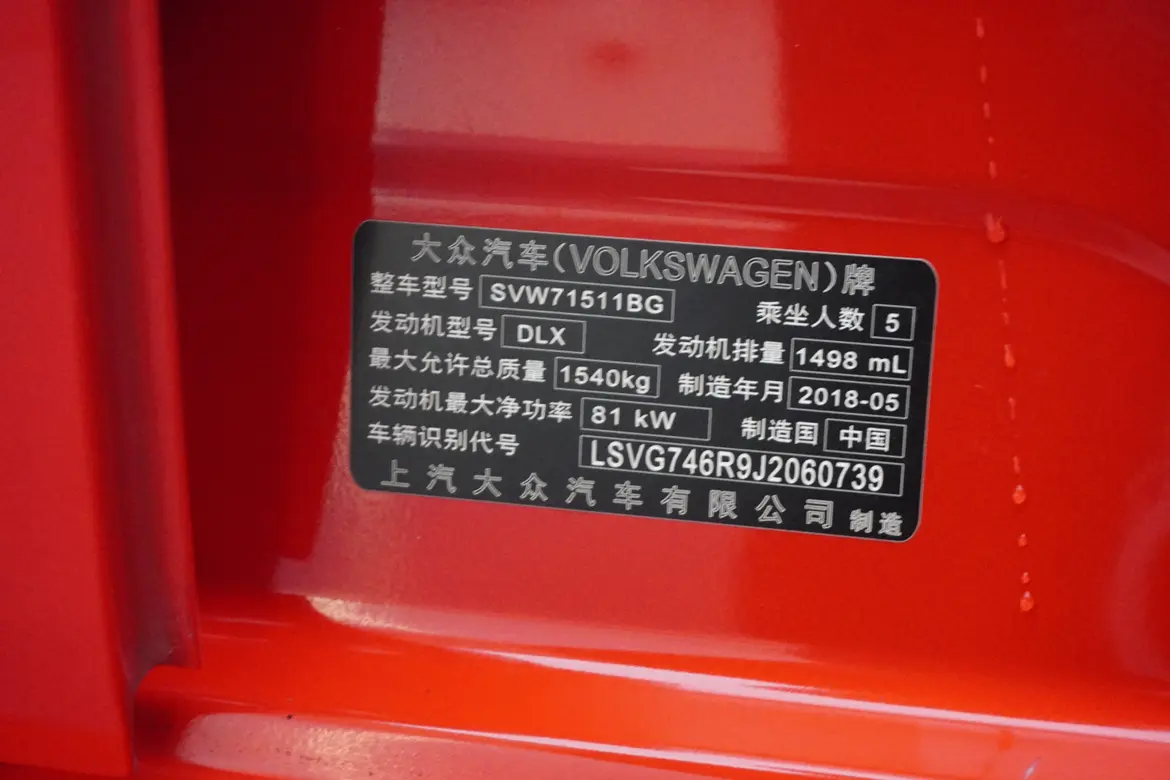 大众汽车(VOLKSWAGEN)牌
整车型号 SVW71511BG 乘坐人数 5
发动机型号 DLX 发动机排量 1498 mL
最大允许总质量 1540kg 制造年月 2018-05
发动机最大净功率 81 kW 制造国 中国
车辆识别代号 LSVG746R9J2060739
上汽大众汽车有限公司 制造